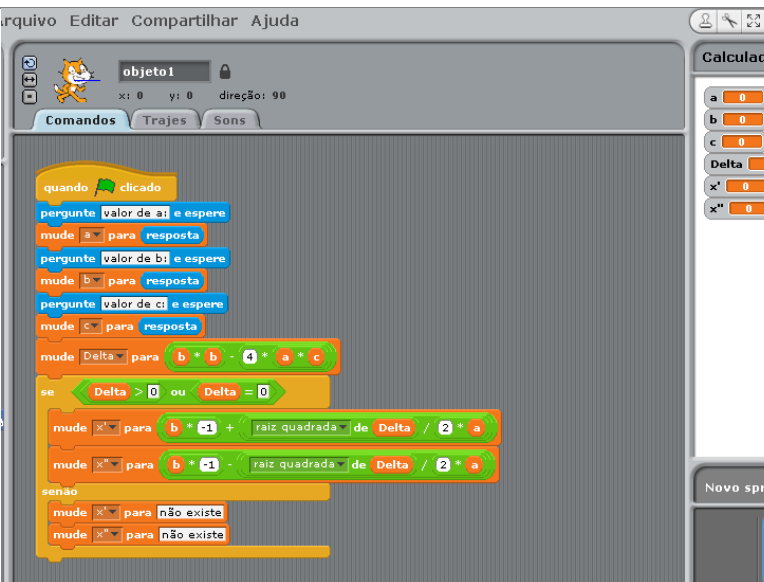 rquivo Editar Compartilhar Ajuda
objeto1
x: 0 y: 0 direção: 90
Comandos Trajes Sons
quando clicado
pergunte valor de a: e espere
mude a para resposta
pergunte valor de b: e espere
mude b para resposta
pergunte valor de c: e espere
mude c para resposta
mude Delta para b * b - 4 * a * c
se Delta > 0 ou Delta = 0
mude x' para b * -1 + raiz quadrada de Delta / 2 * a
mude x" para b * -1 - raiz quadrada de Delta / 2 * a
senão
mude x' para não existe
mude x" para não existe
Calculad
a 0
b 0
c 0
Delta
x' 0
x" 0
Novo spr